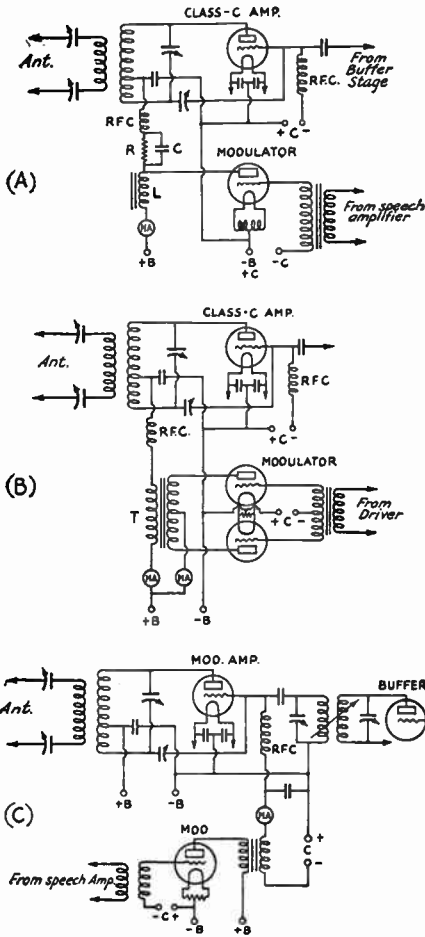 CLASS-C AMP.
Ant.
From
Buffer
Stage
RFC
R.F.C.
+ C -
R
C
MODULATOR
(A)
L
From speech
amplifier
MA
+B
-B
+C
-C
CLASS-C AMP.
Ant.
RFC
R.F.C.
+ C -
MODULATOR
(B)
T
+ C -
From
Driver
MA
MA
+B
-B
MOD. AMP.
BUFFER
Ant.
RFC
+B
-B
(C)
MA
+
C
-
MOD
From speech Amp.
- C +
-B
+B